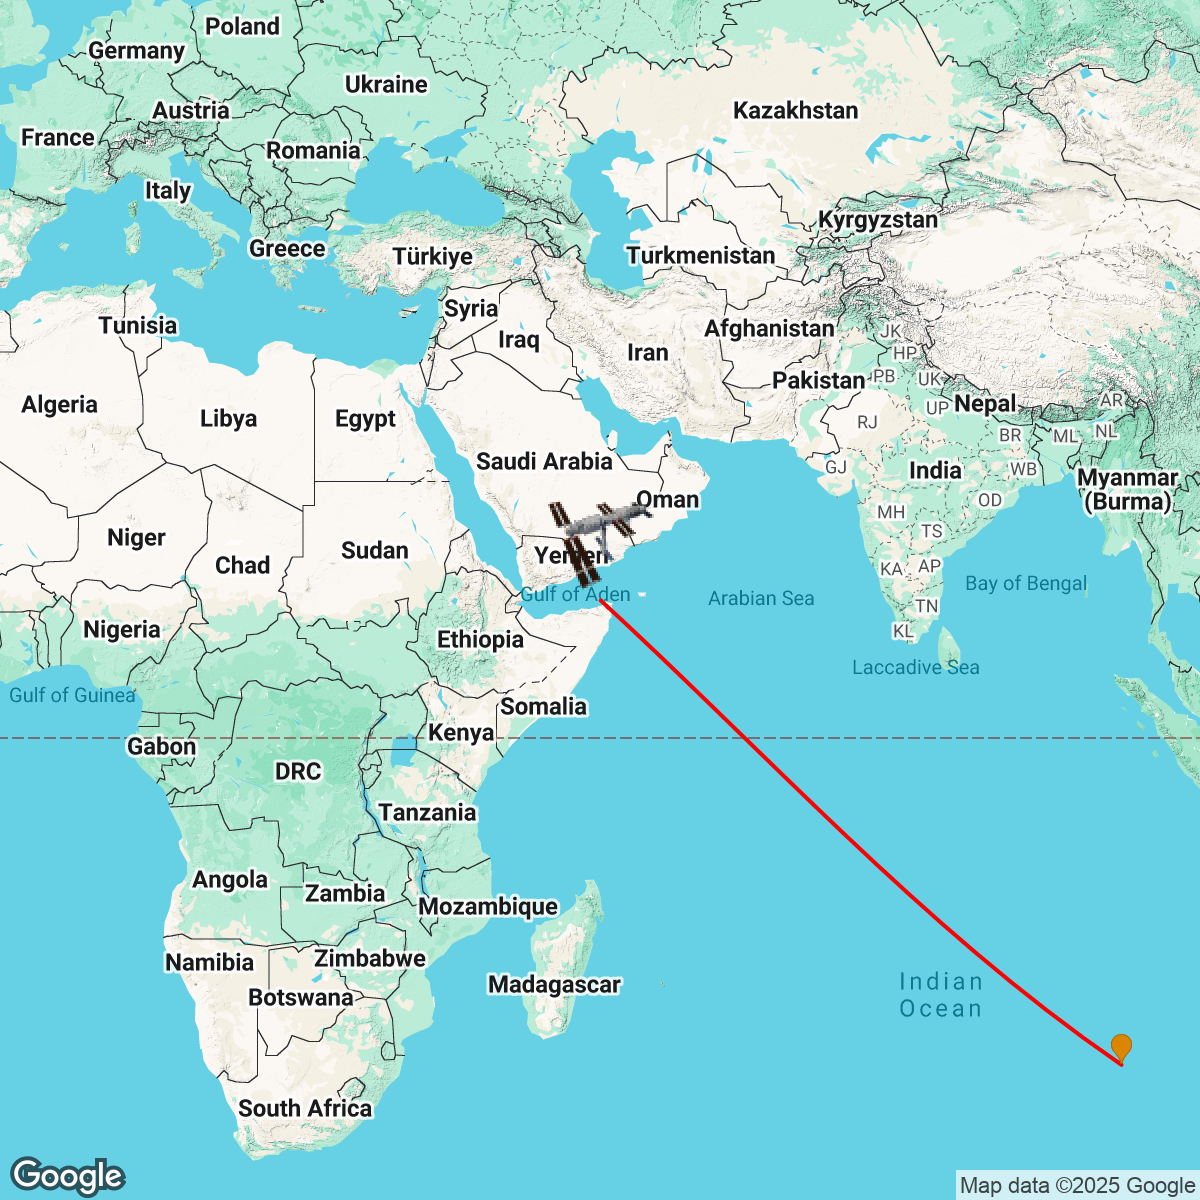 Poland
Germany
Ukraine
Austria
Kazakhstan
France
Romania
Italy
Kyrgyzstan
Greece
Türkiye
Turkmenistan
Syria
Tunisia
Afghanistan
JK
Iraq
Iran
HP
Pakistan
PB
UK
Algeria
Libya
Egypt
RJ
UP
Nepal
AR
BR
ML
NL
Saudi Arabia
GJ
India
WB
Myanmar
(Burma)
Oman
OD
MH
Niger
Sudan
Yemen
TS
Chad
KA
AP
Gulf of Aden
Arabian Sea
Bay of Bengal
TN
Nigeria
Ethiopia
KL
Laccadive Sea
Gulf of Guinea
Somalia
Kenya
Gabon
DRC
Tanzania
Angola
Zambia
Mozambique
Namibia
Zimbabwe
Madagascar
Botswana
Indian
Ocean
South Africa
Google
Map data ©2025 Google